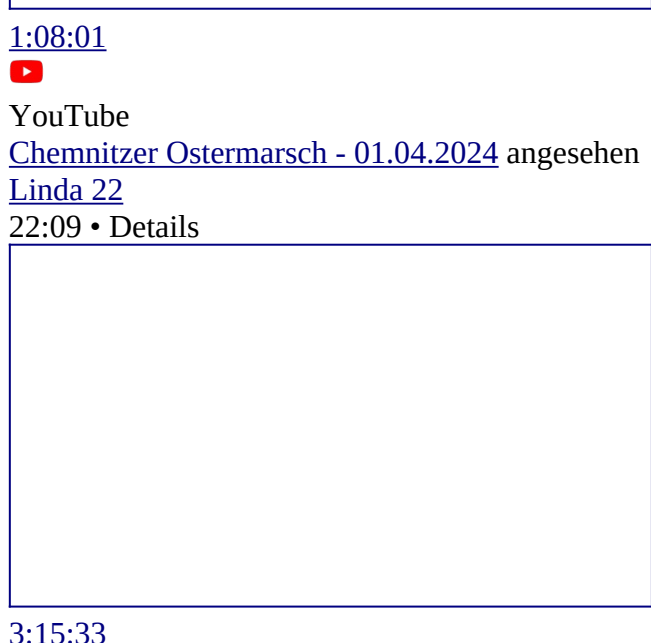 1:08:01
YouTube
Chemnitzer Ostermarsch - 01.04.2024 angesehen
Linda 22
22:09 • Details
3:15:33